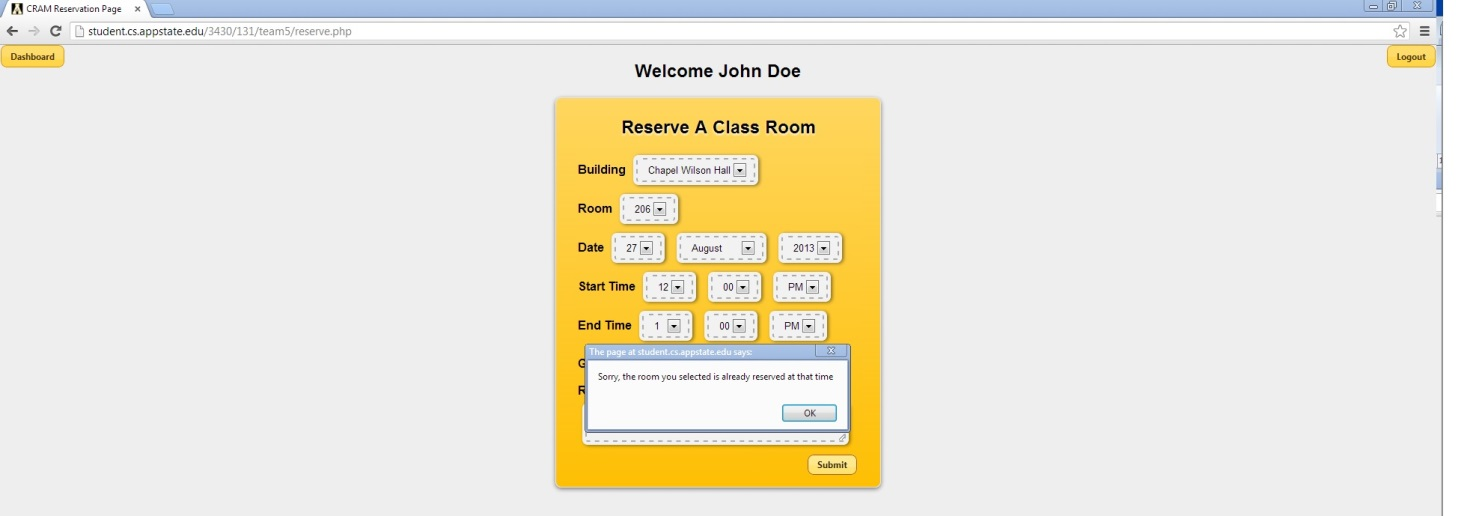 CRAM Reservation Page
student.cs.appstate.edu/3430/131/team5/reserve.php
Dashboard
Logout
Welcome John Doe
Reserve A Class Room
Building Chapel Wilson Hall
Room 206
Date 27 August 2013
Start Time 12 00 PM
End Time 1 00 PM
G
The page at student.cs.appstate.edu says:
Sorry, the room you selected is already reserved at that time
R
OK
Submit